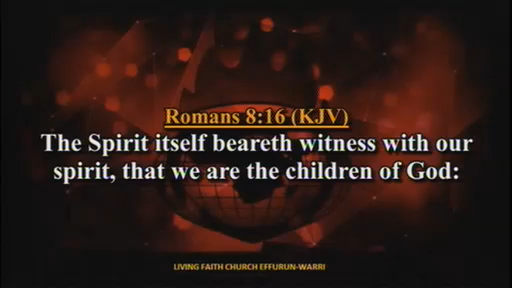 Romans 8:16 (KJV)
The Spirit itself beareth witness with our
spirit, that we are the children of God:
LIVING FAITH CHURCH EFFURUN-WARRI